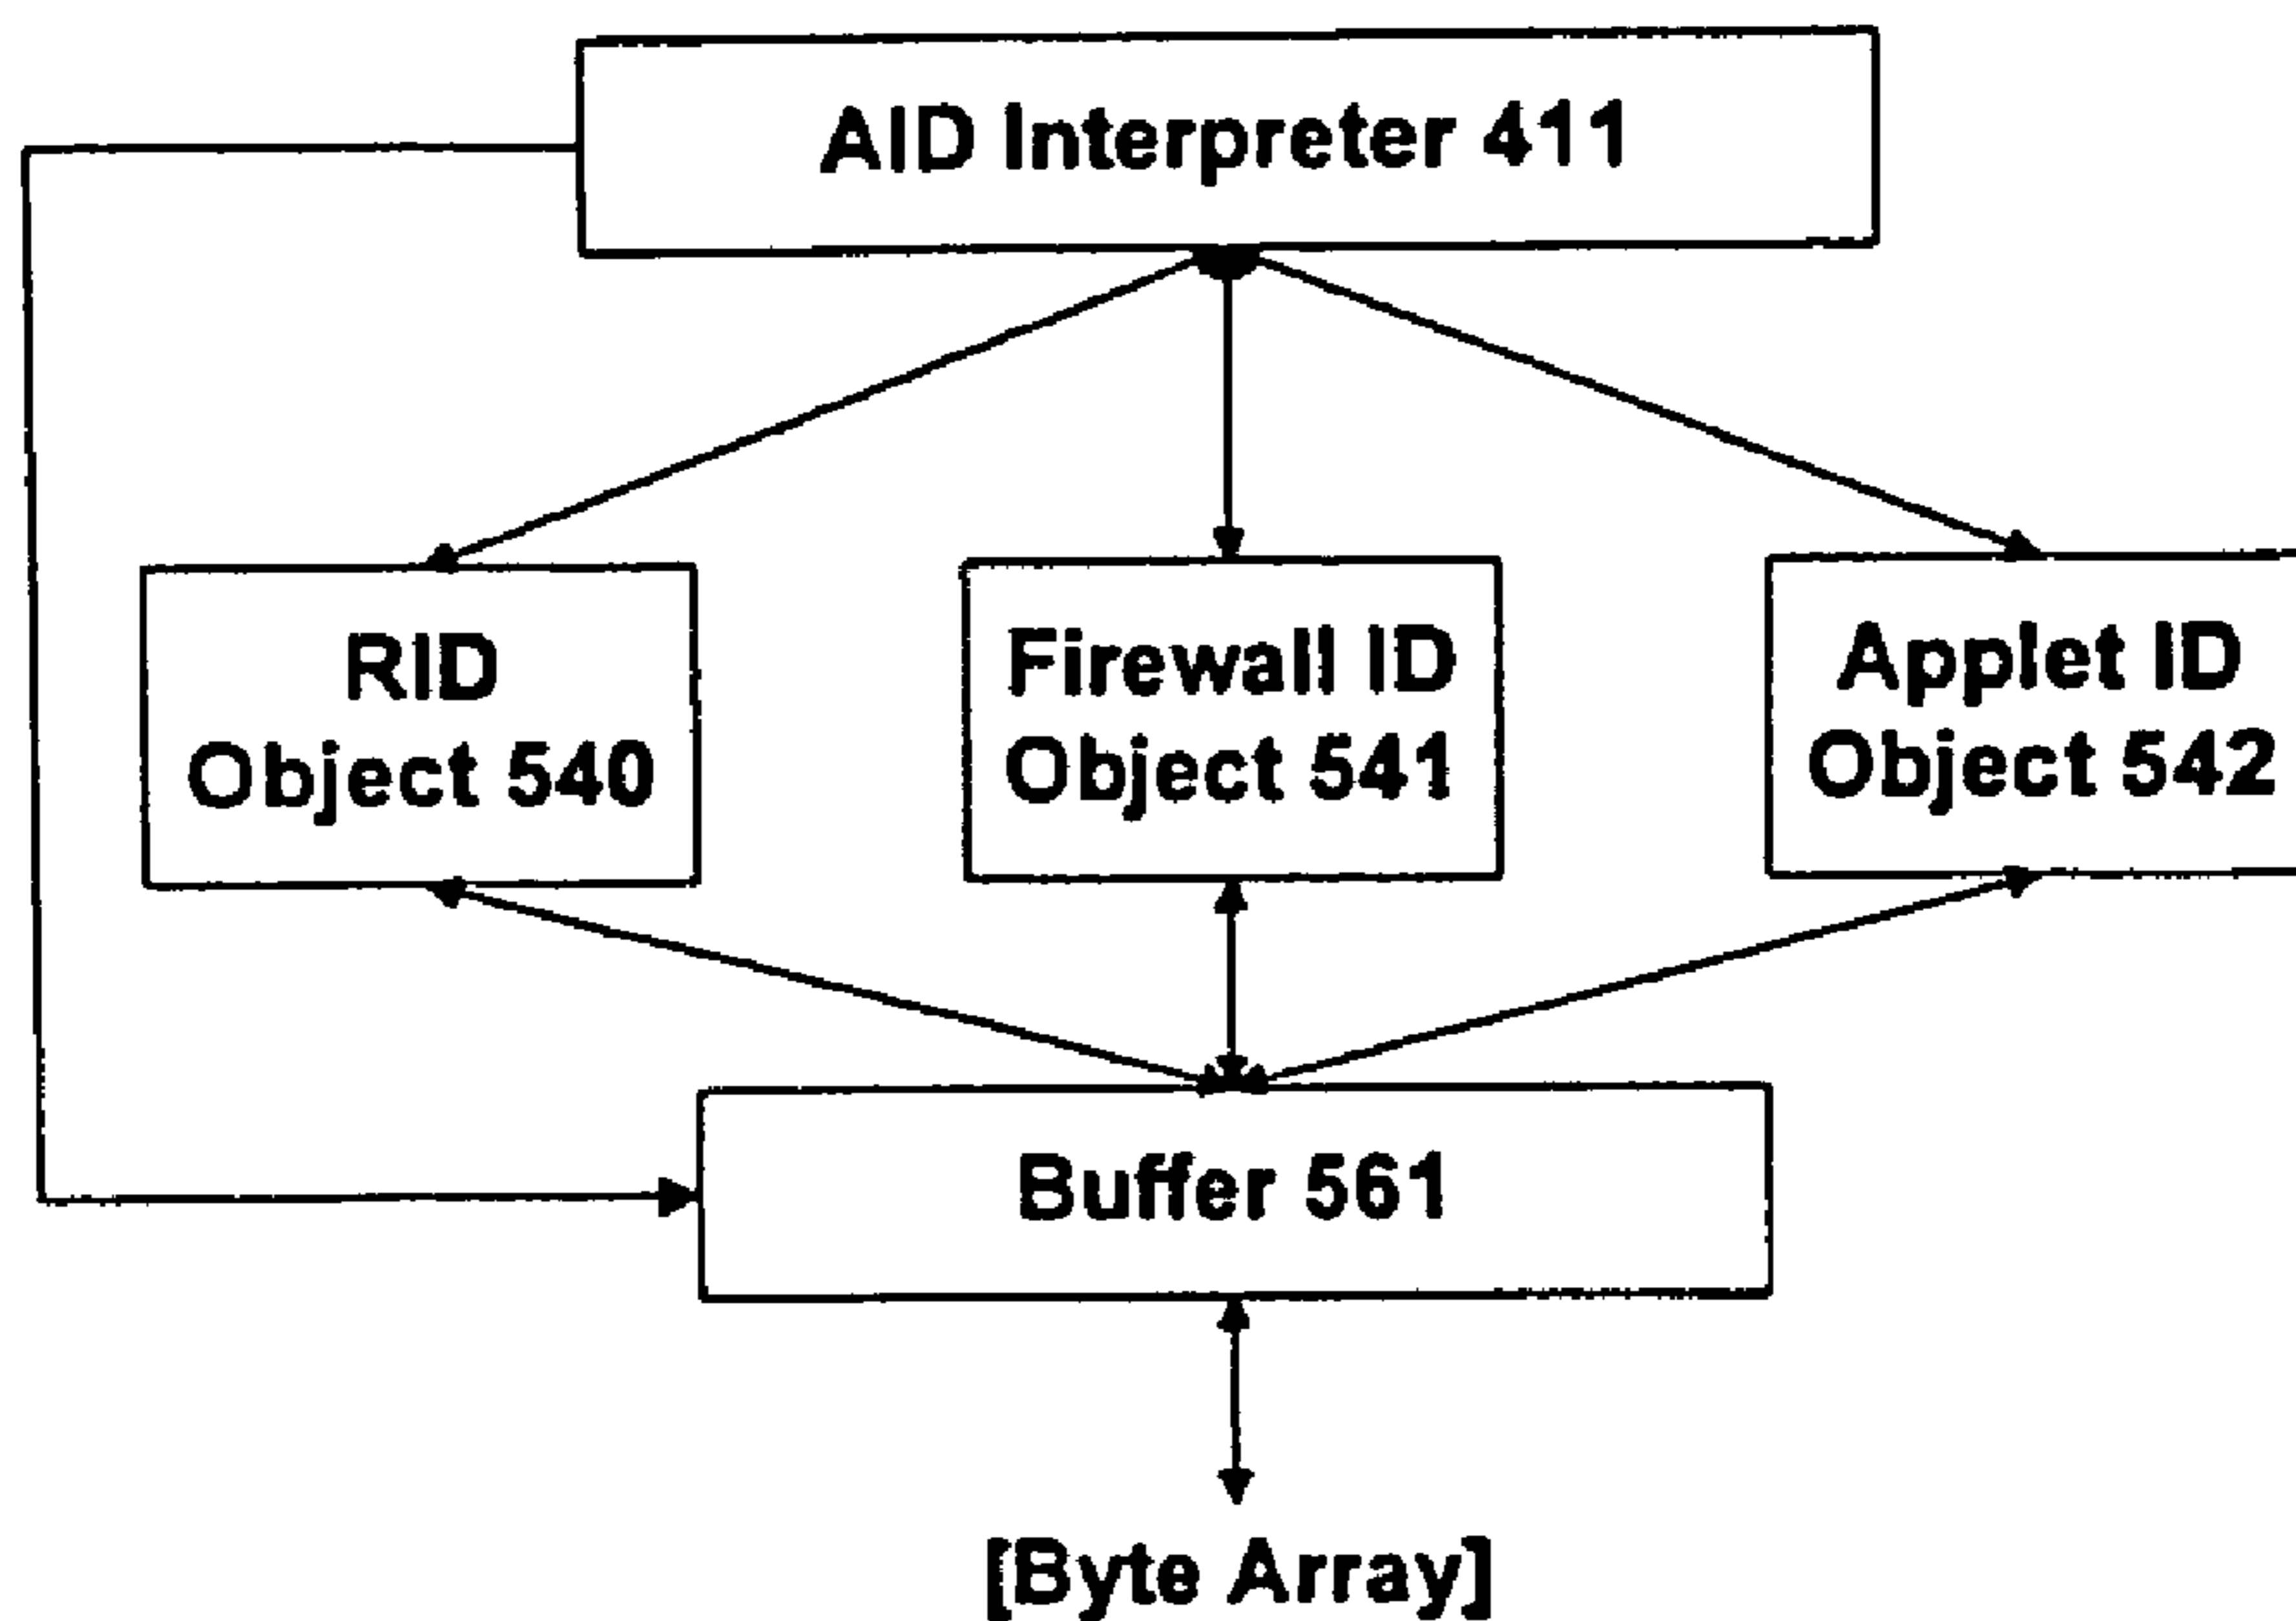 AID Interpreter 411
RID
Object 540
Firewall ID
Object 541
Applet ID
Object 542
Buffer 561
[Byte Array]